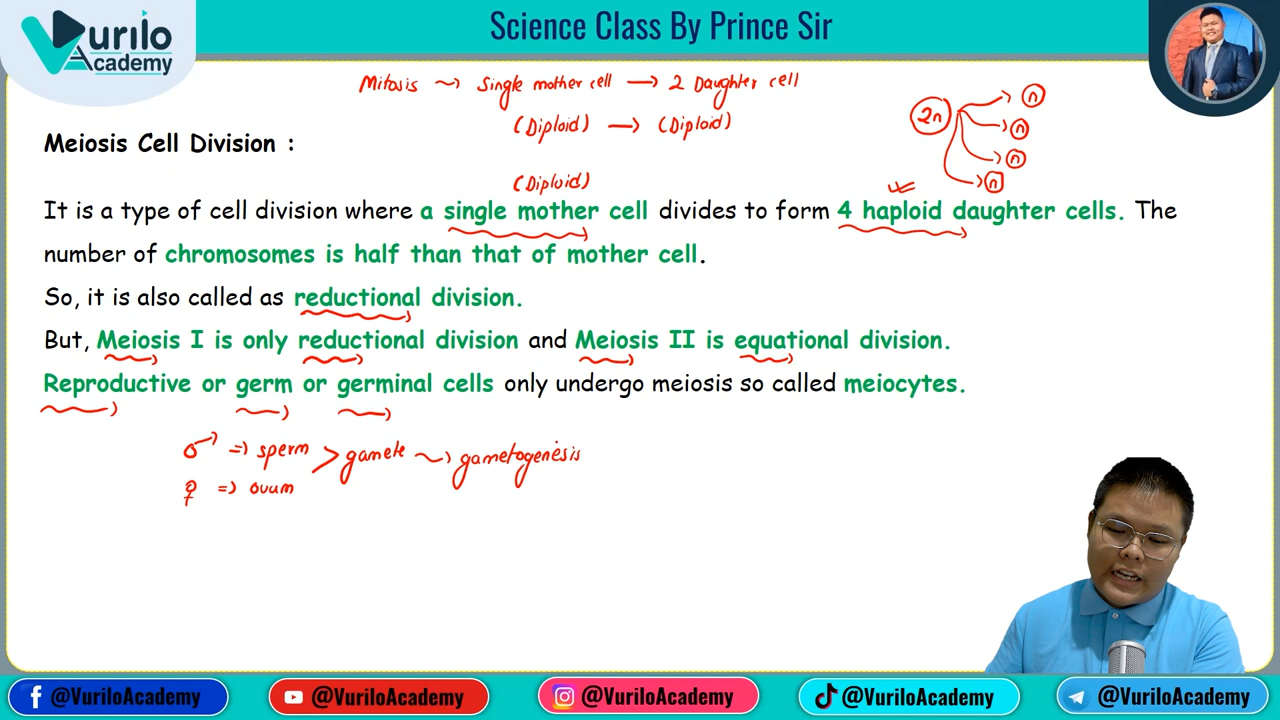 Vurilo
Academy
Science Class By Prince Sir
Mitosis → Single mother cell → 2 Daughter cell
(Diploid) → (Diploid)
2n
n
n
n
n
Meiosis Cell Division :
(Diploid)
It is a type of cell division where a single mother cell divides to form 4 haploid daughter cells. The
number of chromosomes is half than that of mother cell.
So, it is also called as reductional division.
But, Meiosis I is only reductional division and Meiosis II is equational division.
Reproductive or germ or germinal cells only undergo meiosis so called meiocytes.
♂ => sperm > gamete → gametogenesis
♀ => ovum
@VuriloAcademy
@VuriloAcademy
@VuriloAcademy
@VuriloAcademy
@VuriloAcademy